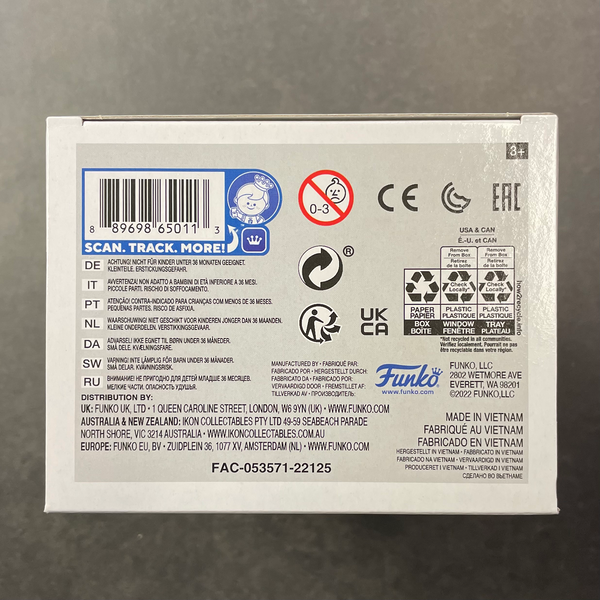 3+
8 89698 65011 3
SCAN. TRACK. MORE!
0-3
CE
EAC
®
UK
CA
USA & CAN
É.-U. et CAN
Remove From Box Remove From Box
Retirez de la boîte Retirez de la boîte
Check Locally* Check Locally*
PAPER PLASTIC PLASTIC
PAPIER PLASTIQUE PLASTIQUE
BOX WINDOW TRAY
BOÎTE FENÊTRE PLATEAU
*Not recycled in all communities.
Vérifiez localement. Pourrait ne pas
être recyclé dans votre communauté.
how2recycle.info
DE ACHTUNG! NICHT FÜR KINDER UNTER 36 MONATEN GEEIGNET.
KLEINTEILE. ERSTICKUNGSGEFAHR.
IT AVVERTENZA! NON ADATTO A BAMBINI DI ETÀ INFERIORE A 36 MESI.
PICCOLE PARTI. RISCHIO DI SOFFOCAMENTO.
PT ATENÇÃO! CONTRA-INDICADO PARA CRIANÇAS COM MENOS DE 36 MESES.
PEQUENAS PARTES. RISCO DE ASFIXIA.
NL WAARSCHUWING! NIET GESCHIKT VOOR KINDEREN JONGER DAN 36 MAANDEN.
KLEINE ONDERDELEN. VERSTIKKINGSGEVAAR.
DA ADVARSEL! IKKE EGNET TIL BØRN UNDER 36 MÅNEDER.
SMÅ DELE. KVÆLNINGSFARE.
SW VARNING! INTE LÄMPLIG FÖR BARN UNDER 36 MÅNADER.
SMÅ DELAR. KVÄVNINGSRISK.
RU ВНИМАНИЕ! НЕ ПРИГОДНО ДЛЯ ДЕТЕЙ МЛАДШЕ 36 МЕСЯЦЕВ.
МЕЛКИЕ ЧАСТИ. ОПАСНОСТЬ УДУШЬЯ.
MANUFACTURED BY • FABRIQUÉ PAR:
FABRICADO POR • HERGESTELLT DURCH
FABBRICATO DA • FABRICADO POR:
VERVAARDIGD DOOR • FREMSTILLET AF •
TILLVERKAD AV • ПРОИЗВОДИТЕЛЬ:
Funko
www.funko.com
FUNKO, LLC
2802 WETMORE AVE
EVERETT, WA 98201
©2022 FUNKO,LLC
DISTRIBUTION BY:
UK: FUNKO UK, LTD • 1 QUEEN CAROLINE STREET, LONDON, W6 9YN (UK) • WWW.FUNKO.COM
AUSTRALIA & NEW ZEALAND: IKON COLLECTABLES PTY LTD 49-59 SEABEACH PARADE
NORTH SHORE, VIC 3214 AUSTRALIA • WWW.IKONCOLLECTABLES.COM.AU
EUROPE: FUNKO EU, BV • ZUIDPLEIN 36, 1077 XV, AMSTERDAM (NL) • WWW.FUNKO.COM
FAC-053571-22125
MADE IN VIETNAM
FABRIQUÉ AU VIETNAM
FABRICADO EN VIETNAM
HERGESTELLT IN VIETNAM • FABBRICATO IN VIETNAM
FABRICADO NA VIETNAM • VERVAARDIGD IN VIETNAM
PRODUCERET I VIETNAM • TILLVERKAD I VIETNAM
СДЕЛАНО ВО ВЬЕТНАМЕ